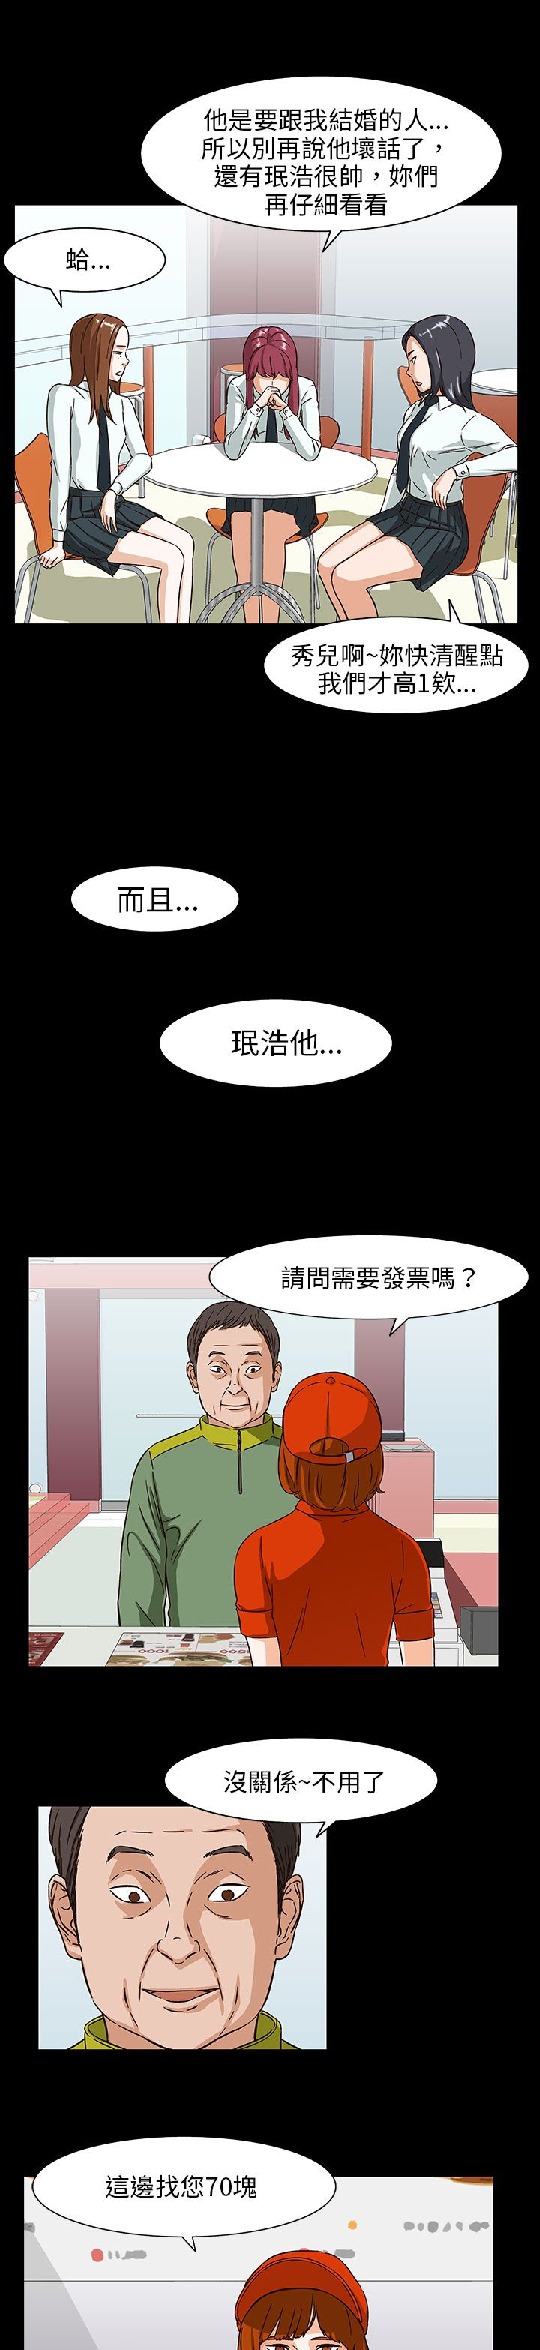 他是要跟我結婚的人...
所以別再說他壞話了，
還有珉浩很帥，妳們
再仔細看看
蛤...
秀兒啊~妳快清醒點
我們才高1欸...
而且...
珉浩他...
請問需要發票嗎？
沒關係~不用了
這邊找您70塊